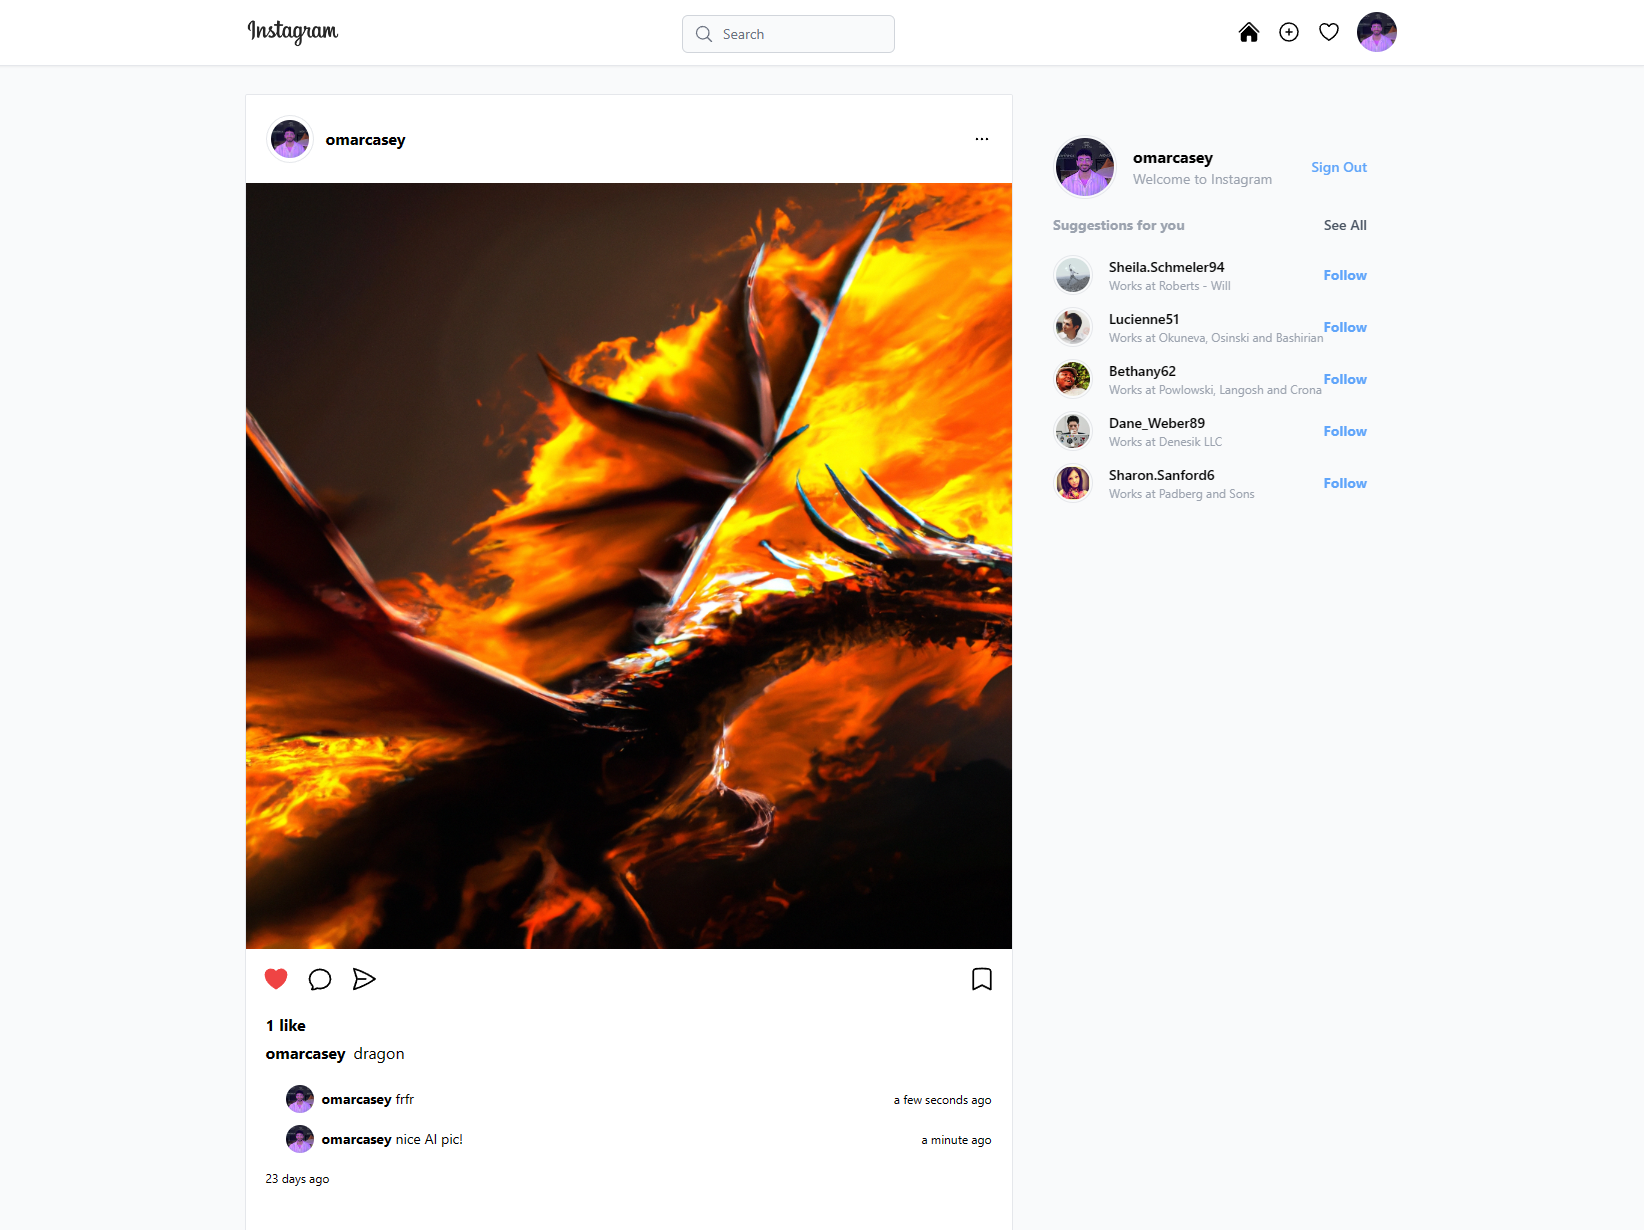 Instagram
Search
omarcasey
...
omarcasey
Welcome to Instagram
Sign Out
Suggestions for you
See All
Sheila.Schmeler94
Works at Roberts - Will
Follow
Lucienne51
Works at Okuneva, Osinski and Bashirian
Follow
Bethany62
Works at Powlowski, Langosh and Crona
Follow
Dane_Weber89
Works at Denesik LLC
Follow
Sharon.Sanford6
Works at Padberg and Sons
Follow
1 like
omarcasey dragon
omarcasey frfr
a few seconds ago
omarcasey nice AI pic!
a minute ago
23 days ago